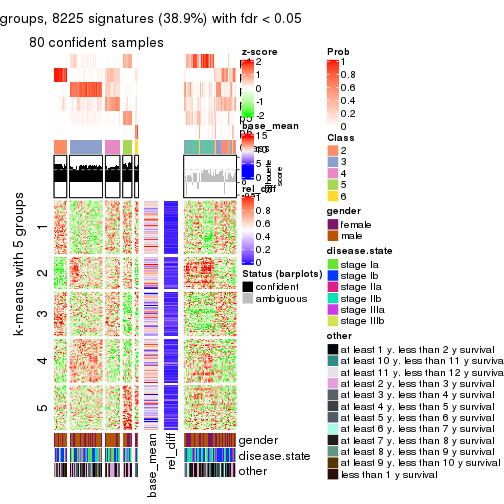 groups, 8225 signatures (38.9%) with fdr < 0.05
80 confident samples
k-means with 5 groups
1
2
3
4
5
gender
disease.state
other
base_mean
rel_diff
z-score
2
1
0
-1
-2
base_mean
15
10
5
0
rel_diff
1
0.8
0.6
0.4
0.2
0
silhouette
score
Status (barplots)
confident
ambiguous
Prob
1
0.8
0.6
0.4
0.2
0
Class
2
3
4
5
6
gender
female
male
disease.state
stage Ia
stage Ib
stage IIa
stage IIb
stage IIIa
stage IIIb
other
at least 1 y. less than 2 y survival
at least 10 y. less than 11 y surviva
at least 11 y. less than 12 y surviva
at least 2 y. less than 3 y survival
at least 3 y. less than 4 y survival
at least 4 y. less than 5 y survival
at least 5 y. less than 6 y survival
at least 6 y. less than 7 y survival
at least 7 y. less than 8 y survival
at least 8 y. less than 9 y survival
at least 9 y. less than 10 y survival
less than 1 y survival